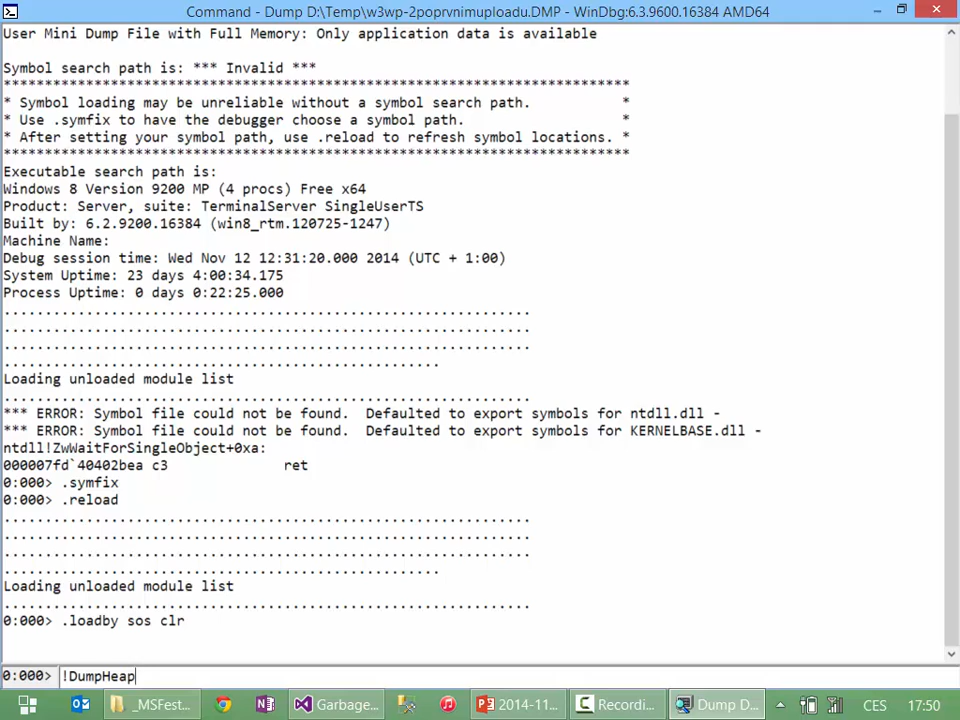 Command - Dump D:\Temp\w3wp-2poprvnimuploadu.DMP - WinDbg:6.3.9600.16384 AMD64
User Mini Dump File with Full Memory: Only application data is available
Symbol search path is: *** Invalid ***
****************************************************************************
* Symbol loading may be unreliable without a symbol search path.           *
* Use .symfix to have the debugger choose a symbol path.                   *
* After setting your symbol path, use .reload to refresh symbol locations. *
****************************************************************************
Executable search path is:
Windows 8 Version 9200 MP (4 procs) Free x64
Product: Server, suite: TerminalServer SingleUserTS
Built by: 6.2.9200.16384 (win8_rtm.120725-1247)
Machine Name:
Debug session time: Wed Nov 12 12:31:20.000 2014 (UTC + 1:00)
System Uptime: 23 days 4:00:34.175
Process Uptime: 0 days 0:22:25.000
................................................................
................................................................
................................................................
.....................................................
Loading unloaded module list
................................................................
*** ERROR: Symbol file could not be found.  Defaulted to export symbols for ntdll.dll -
*** ERROR: Symbol file could not be found.  Defaulted to export symbols for KERNELBASE.dll -
ntdll!ZwWaitForSingleObject+0xa:
000007fd`40402bea c3              ret
0:000> .symfix
0:000> .reload
................................................................
................................................................
................................................................
.....................................................
Loading unloaded module list
................................................................
0:000> .loadby sos clr
0:000> !DumpHeap
_MSFest... Garbage... 2014-11... Recordi... Dump D... CES 17:50